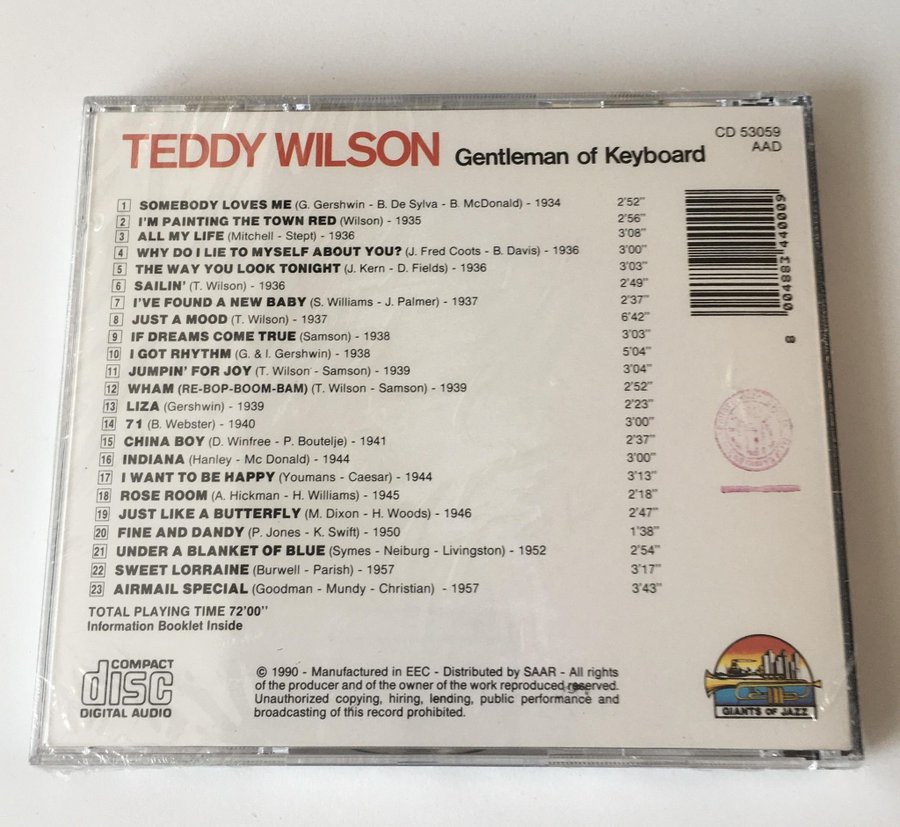 TEDDY WILSON Gentleman of Keyboard
CD 53059
AAD
1 SOMEBODY LOVES ME (G. Gershwin - B. De Sylva - B. McDonald) - 1934 2'52"
2 I'M PAINTING THE TOWN RED (Wilson) - 1935 2'56"
3 ALL MY LIFE (Mitchell - Stept) - 1936 3'08"
4 WHY DO I LIE TO MYSELF ABOUT YOU? (J. Fred Coots - B. Davis) - 1936 3'00"
5 THE WAY YOU LOOK TONIGHT (J. Kern - D. Fields) - 1936 3'03"
6 SAILIN' (T. Wilson) - 1936 2'49"
7 I'VE FOUND A NEW BABY (S. Williams - J. Palmer) - 1937 2'37"
8 JUST A MOOD (T. Wilson) - 1937 6'42"
9 IF DREAMS COME TRUE (Samson) - 1938 3'03"
10 I GOT RHYTHM (G. & I. Gershwin) - 1938 5'04"
11 JUMPIN' FOR JOY (T. Wilson - Samson) - 1939 3'04"
12 WHAM (RE-BOP-BOOM-BAM) (T. Wilson - Samson) - 1939 2'52"
13 LIZA (Gershwin) - 1939 2'23"
14 71 (B. Webster) - 1940 3'00"
15 CHINA BOY (D. Winfree - P. Boutelje) - 1941 2'37"
16 INDIANA (Hanley - Mc Donald) - 1944 3'00"
17 I WANT TO BE HAPPY (Youmans - Caesar) - 1944 3'13"
18 ROSE ROOM (A. Hickman - H. Williams) - 1945 2'18"
19 JUST LIKE A BUTTERFLY (M. Dixon - H. Woods) - 1946 2'47"
20 FINE AND DANDY (P. Jones - K. Swift) - 1950 1'38"
21 UNDER A BLANKET OF BLUE (Symes - Neiburg - Livingston) - 1952 2'54"
22 SWEET LORRAINE (Burwell - Parish) - 1957 3'17"
23 AIRMAIL SPECIAL (Goodman - Mundy - Christian) - 1957 3'43"
0 004883 440009
8
TOTAL PLAYING TIME 72'00"
Information Booklet Inside
COMPACT
disc
DIGITAL AUDIO
© 1990 - Manufactured in EEC - Distributed by SAAR - All rights
of the producer and of the owner of the work reproduced reserved.
Unauthorized copying, hiring, lending, public performance and
broadcasting of this record prohibited.
GIANTS OF JAZZ